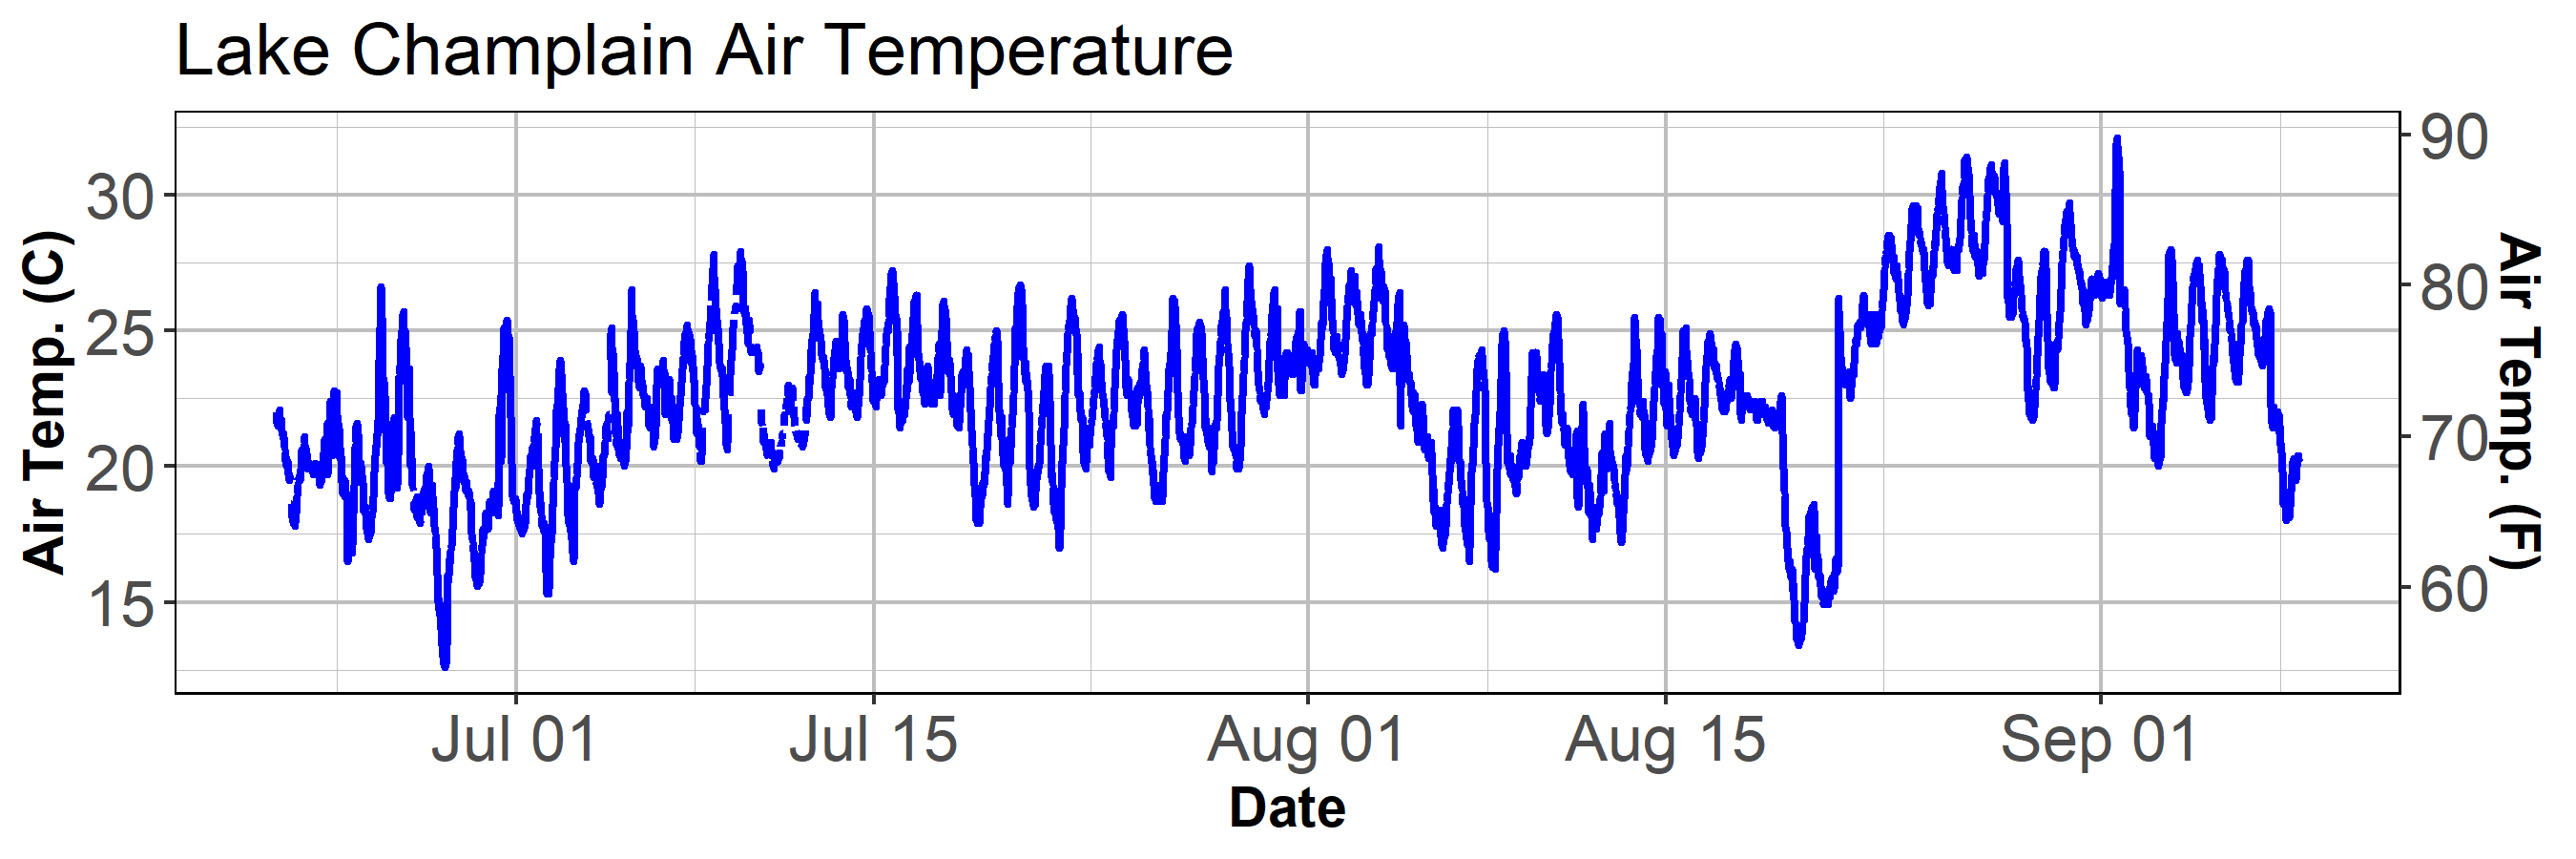 Lake Champlain Air Temperature
Air Temp. (C)
30
25
20
15
90
80
70
60
Air Temp. (F)
Jul 01
Jul 15
Aug 01
Aug 15
Sep 01
Date